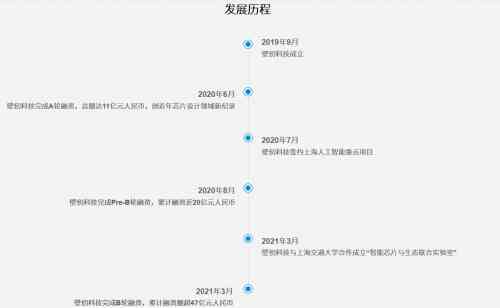 发展历程
2019年9月
壁仞科技成立
2020年6月
壁仞科技完成A轮融资，总额达11亿元人民币，创近年芯片设计领域新纪录
2020年7月
壁仞科技签约上海人工智能重点项目
2020年8月
壁仞科技完成Pre-B轮融资，累计融资近20亿元人民币
2021年3月
壁仞科技与上海交通大学合作成立“智能芯片与生态联合实验室”
2021年3月
壁仞科技完成B轮融资，累计融资额超47亿元人民币